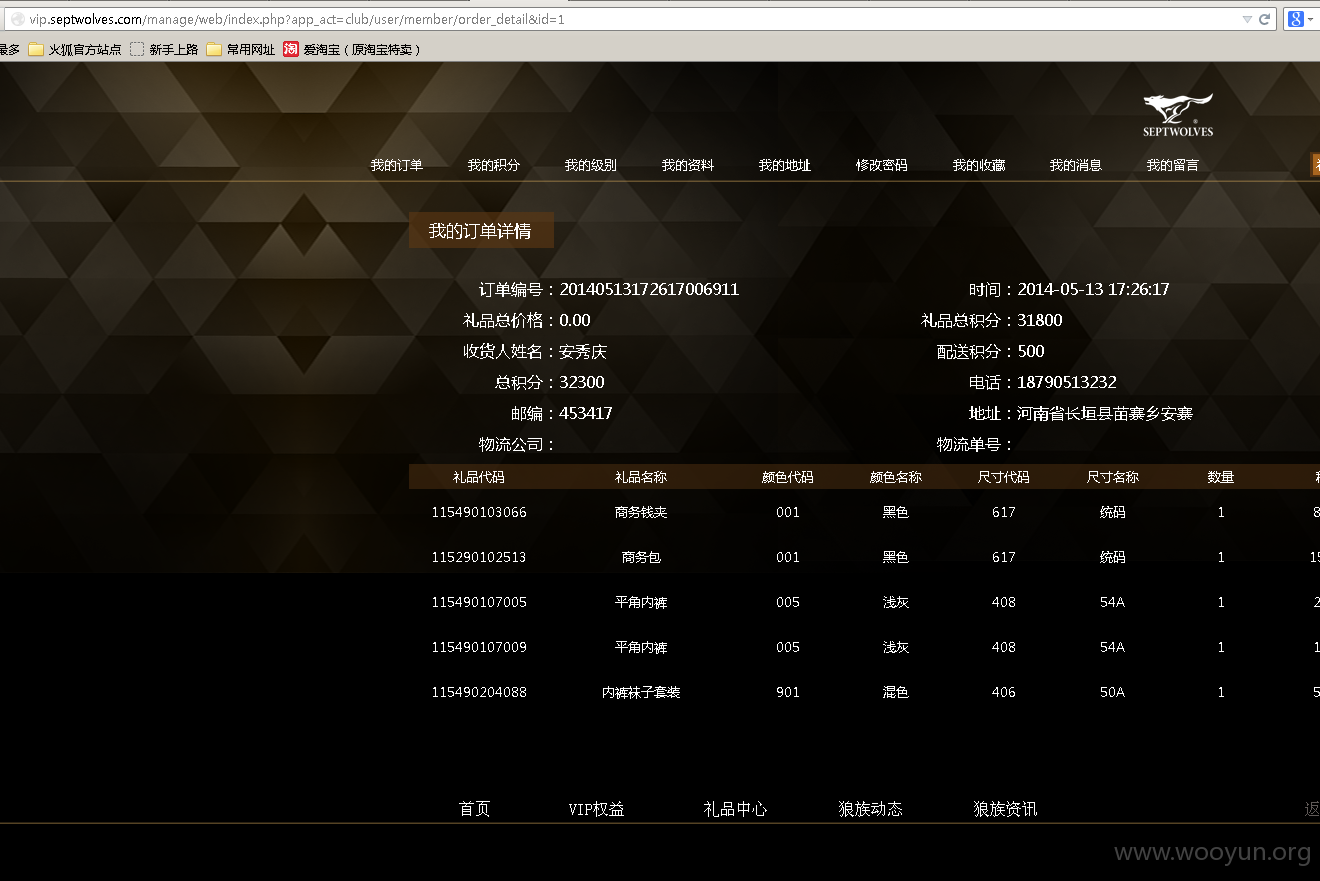 vip.septwolves.com/manage/web/index.php?app_act=club/user/member/order_detail&id=1
最多 火狐官方站点 新手上路 常用网址 淘 爱淘宝（原淘宝特卖）
SEPTWOLVES
我的订单 我的积分 我的级别 我的资料 我的地址 修改密码 我的收藏 我的消息 我的留言
我的订单详情
订单编号：20140513172617006911 时间：2014-05-13 17:26:17
礼品总价格：0.00 礼品总积分：31800
收货人姓名：安秀庆 配送积分：500
总积分：32300 电话：18790513232
邮编：453417 地址：河南省长垣县苗寨乡安寨
物流公司： 物流单号：
礼品代码 礼品名称 颜色代码 颜色名称 尺寸代码 尺寸名称 数量
115490103066 商务钱夹 001 黑色 617 统码 1 8
115290102513 商务包 001 黑色 617 统码 1 15
115490107005 平角内裤 005 浅灰 408 54A 1 2
115490107009 平角内裤 005 浅灰 408 54A 1 1
115490204088 内裤袜子套装 901 混色 406 50A 1 5
首页 VIP权益 礼品中心 狼族动态 狼族资讯 返
www.wooyun.org